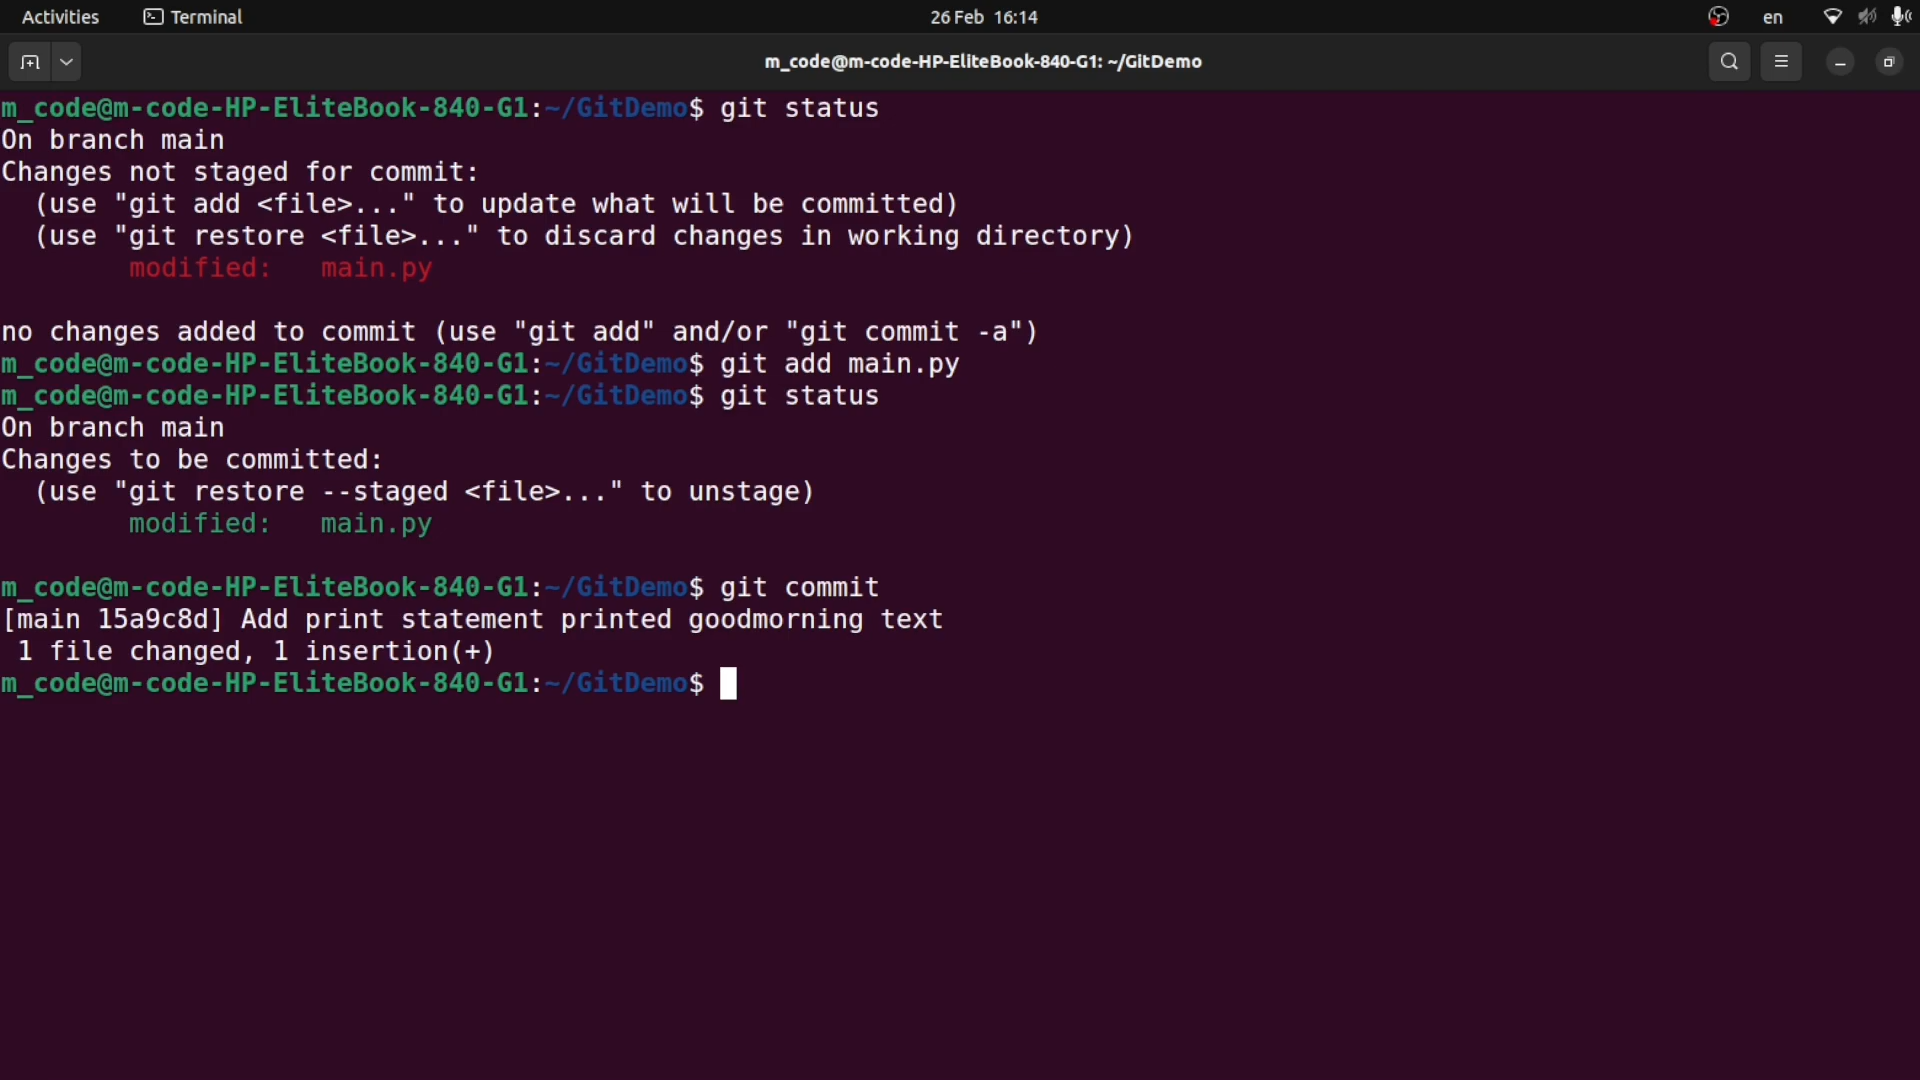 Activities Terminal 26 Feb 16:14 en
m_code@m-code-HP-EliteBook-840-G1: ~/GitDemo
m_code@m-code-HP-EliteBook-840-G1:~/GitDemo$ git status
On branch main
Changes not staged for commit:
  (use "git add <file>..." to update what will be committed)
  (use "git restore <file>..." to discard changes in working directory)
        modified:   main.py

no changes added to commit (use "git add" and/or "git commit -a")
m_code@m-code-HP-EliteBook-840-G1:~/GitDemo$ git add main.py
m_code@m-code-HP-EliteBook-840-G1:~/GitDemo$ git status
On branch main
Changes to be committed:
  (use "git restore --staged <file>..." to unstage)
        modified:   main.py

m_code@m-code-HP-EliteBook-840-G1:~/GitDemo$ git commit
[main 15a9c8d] Add print statement printed goodmorning text
 1 file changed, 1 insertion(+)
m_code@m-code-HP-EliteBook-840-G1:~/GitDemo$